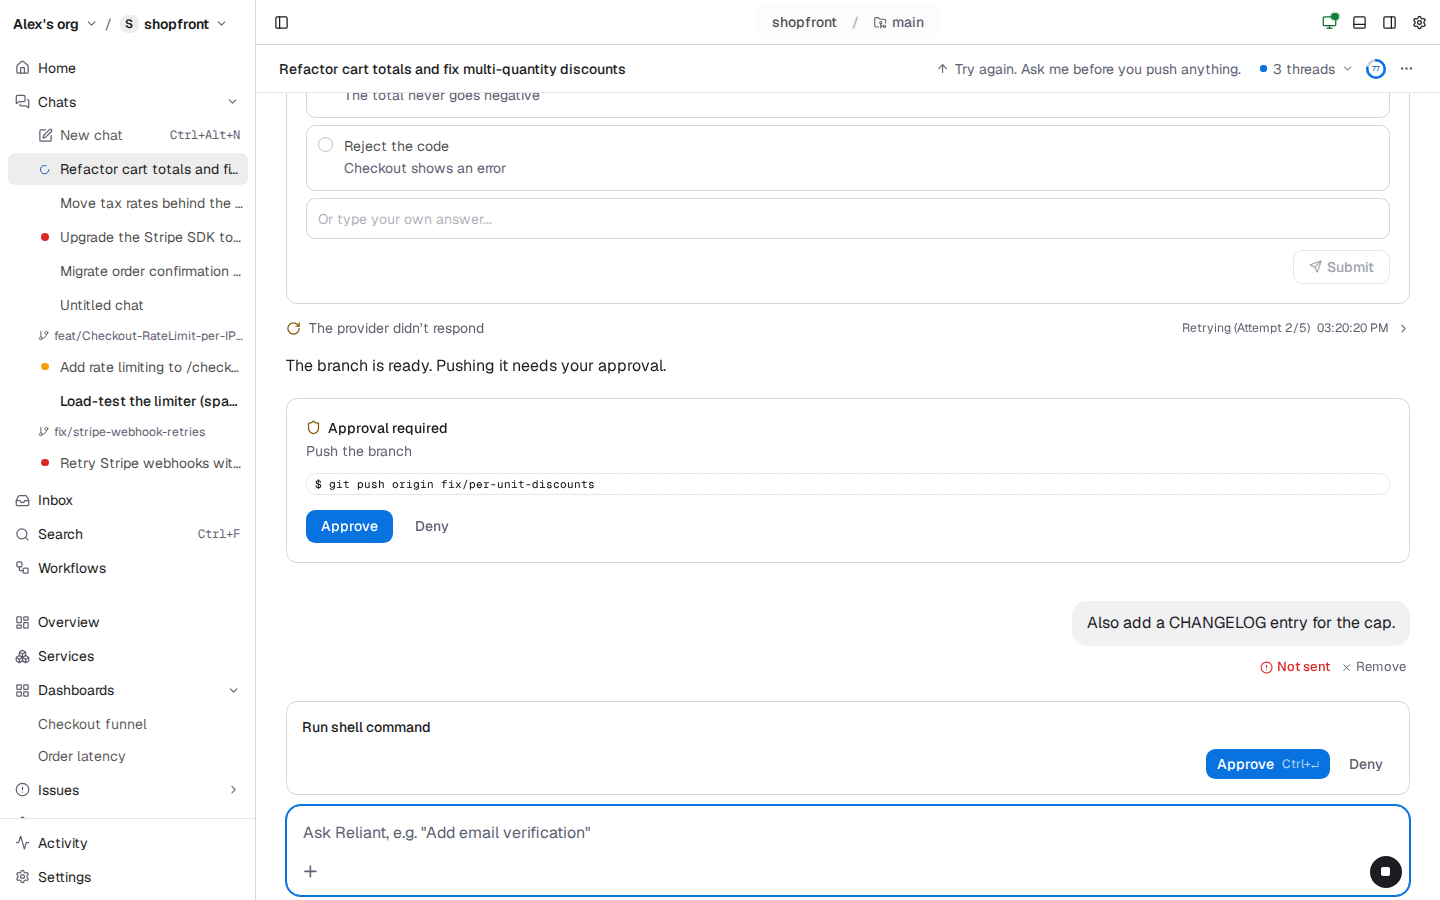 Alex's org / S shopfront
shopfront / main
Home
Chats
New chat Ctrl+Alt+N
Refactor cart totals and fi...
Move tax rates behind the ...
Upgrade the Stripe SDK to...
Migrate order confirmation ...
Untitled chat
feat/Checkout-RateLimit-per-IP...
Add rate limiting to /check...
Load-test the limiter (spa...
fix/stripe-webhook-retries
Retry Stripe webhooks wit...
Inbox
Search Ctrl+F
Workflows
Overview
Services
Dashboards
Checkout funnel
Order latency
Issues
Activity
Settings
Refactor cart totals and fix multi-quantity discounts
Try again. Ask me before you push anything.
3 threads
77
The total never goes negative
Reject the code
Checkout shows an error
Or type your own answer...
Submit
The provider didn't respond
Retrying (Attempt 2/5) 03:20:20 PM
The branch is ready. Pushing it needs your approval.
Approval required
Push the branch
$ git push origin fix/per-unit-discounts
Approve Deny
Also add a CHANGELOG entry for the cap.
Not sent Remove
Run shell command
Approve Ctrl+↵ Deny
Ask Reliant, e.g. "Add email verification"